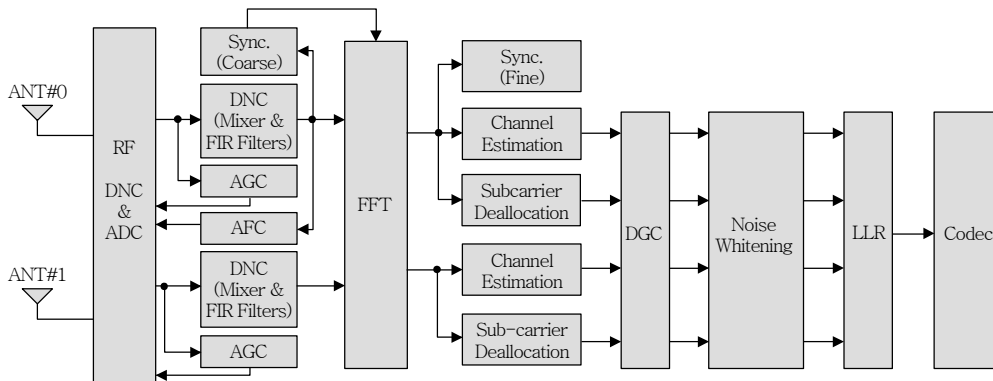 Sync.
(Coarse)
ANT#0
DNC
(Mixer &
FIR Filters)
AGC
AFC
RF
DNC
&
ADC
ANT#1
DNC
(Mixer &
FIR Filters)
AGC
FFT
Sync.
(Fine)
Channel
Estimation
Subcarrier
Deallocation
Channel
Estimation
Sub-carrier
Deallocation
DGC
Noise
Whitening
LLR
Codec